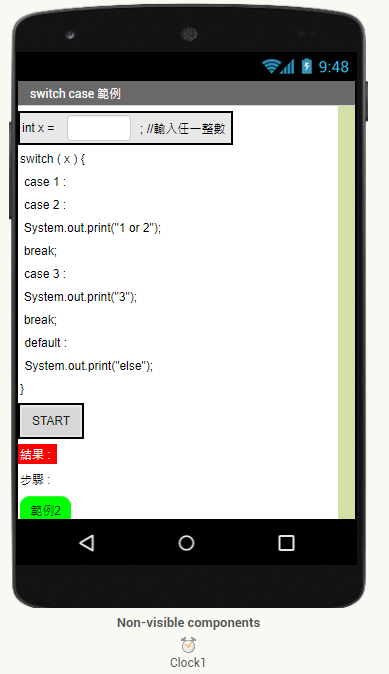 9:48
switch case 範例
int x = ; //輸入任一整數
switch ( x ) {
case 1 :
case 2 :
System.out.print("1 or 2");
break;
case 3 :
System.out.print("3");
break;
default :
System.out.print("else");
}
START
結果 :
步驟 :
範例2
Non-visible components
Clock1